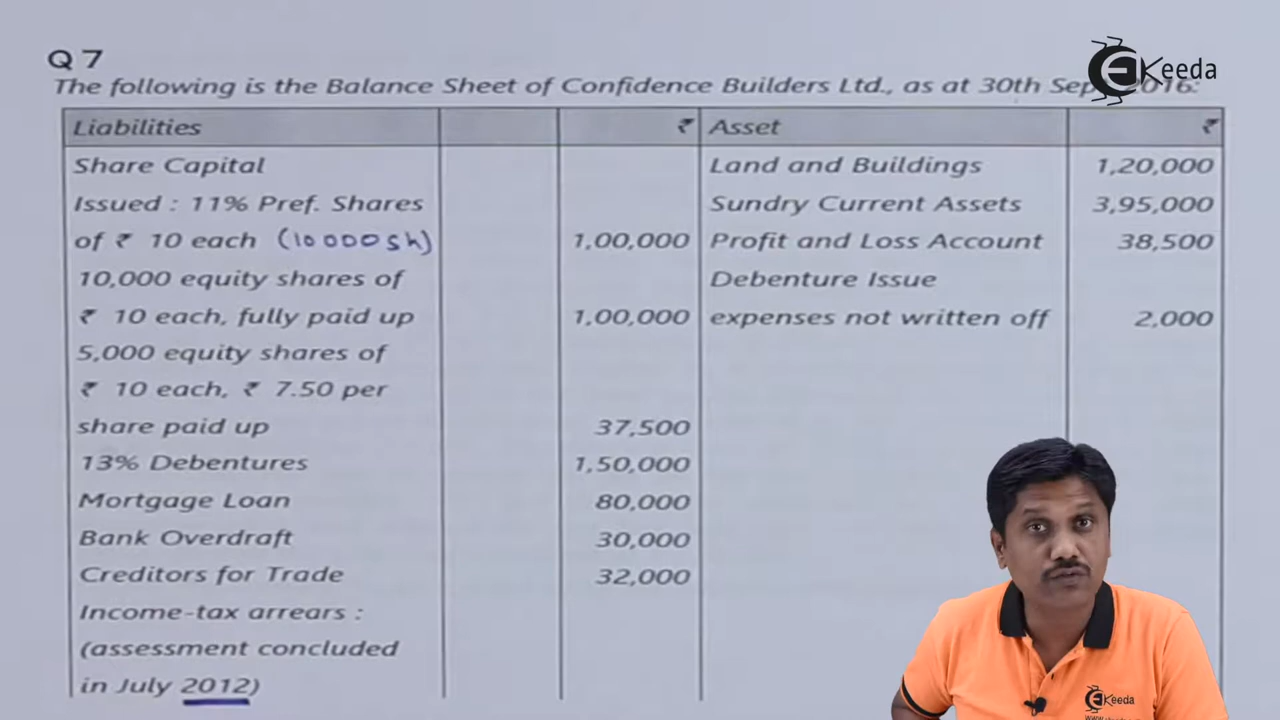 Q 7
EKeeda
The following is the Balance Sheet of Confidence Builders Ltd., as at 30th Sep 2016:
Liabilities ₹ Asset ₹
Share Capital Land and Buildings 1,20,000
Issued : 11% Pref. Shares Sundry Current Assets 3,95,000
of ₹ 10 each (10000 sh) 1,00,000 Profit and Loss Account 38,500
10,000 equity shares of Debenture Issue
₹ 10 each, fully paid up 1,00,000 expenses not written off 2,000
5,000 equity shares of
₹ 10 each, ₹ 7.50 per
share paid up 37,500
13% Debentures 1,50,000
Mortgage Loan 80,000
Bank Overdraft 30,000
Creditors for Trade 32,000
Income-tax arrears :
(assessment concluded
in July 2012)
EKeeda